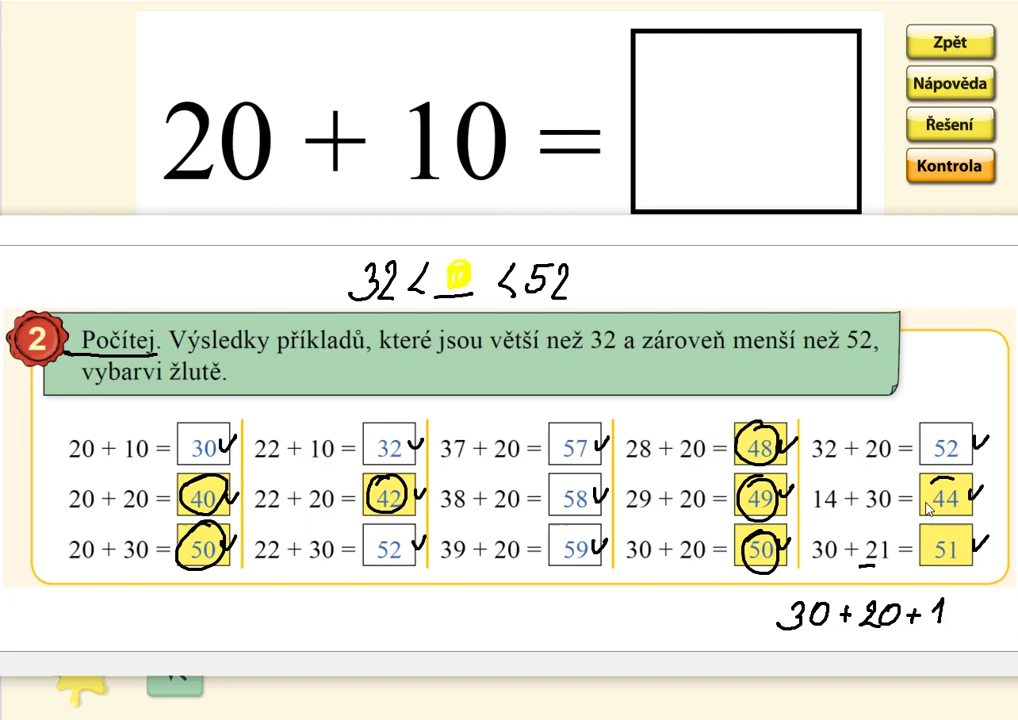 20 + 10 =
Zpět
Nápověda
Řešení
Kontrola
32 < _ < 52
2
Počítej. Výsledky příkladů, které jsou větší než 32 a zároveň menší než 52,
vybarvi žlutě.
20 + 10 = 30 22 + 10 = 32 37 + 20 = 57 28 + 20 = 48 32 + 20 = 52
20 + 20 = 40 22 + 20 = 42 38 + 20 = 58 29 + 20 = 49 14 + 30 = 44
20 + 30 = 50 22 + 30 = 52 39 + 20 = 59 30 + 20 = 50 30 + 21 = 51
30 + 20 + 1